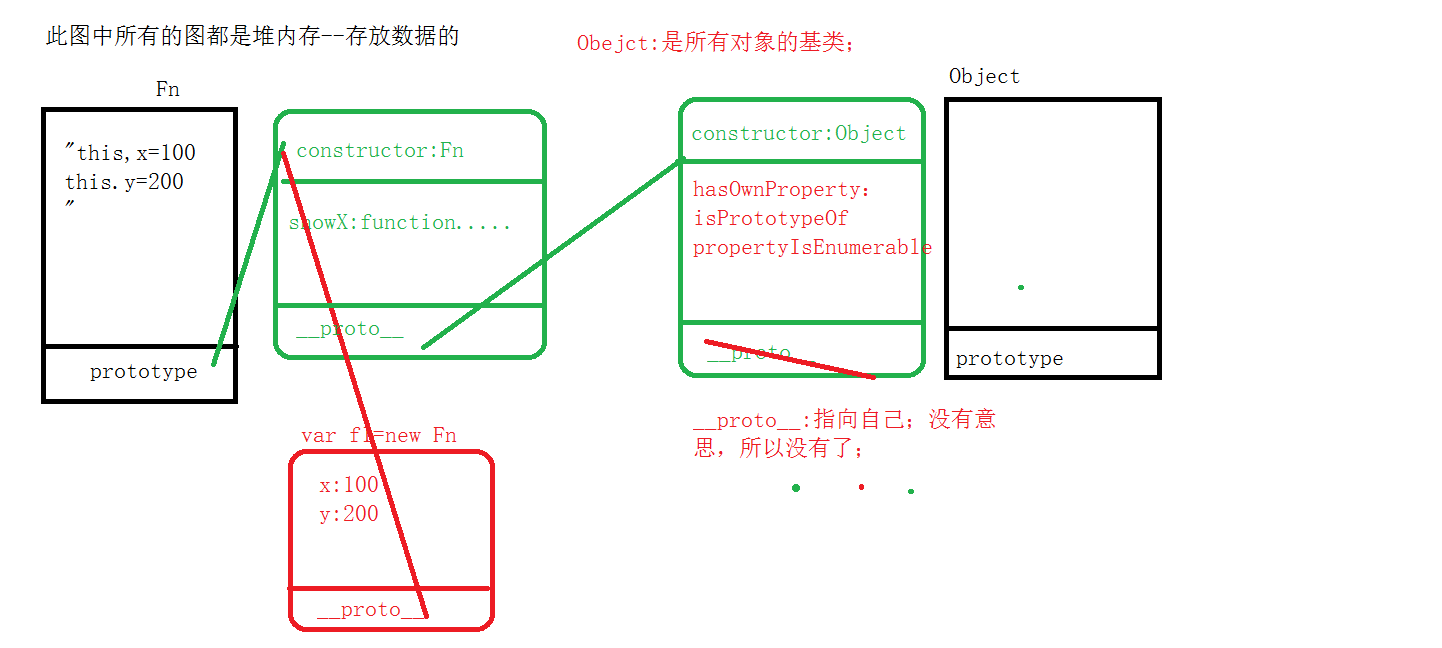 此图中所有的图都是堆内存--存放数据的
Obejct:是所有对象的基类;
Fn
"this,x=100
this.y=200
"
prototype
constructor:Fn
showX:function.....
__proto__
var f1=new Fn
x:100
y:200
__proto__
Object
constructor:Object
hasOwnProperty:
isPrototypeOf
propertyIsEnumerable
__proto__
prototype
__proto__:指向自己; 没有意
思, 所以没有了;